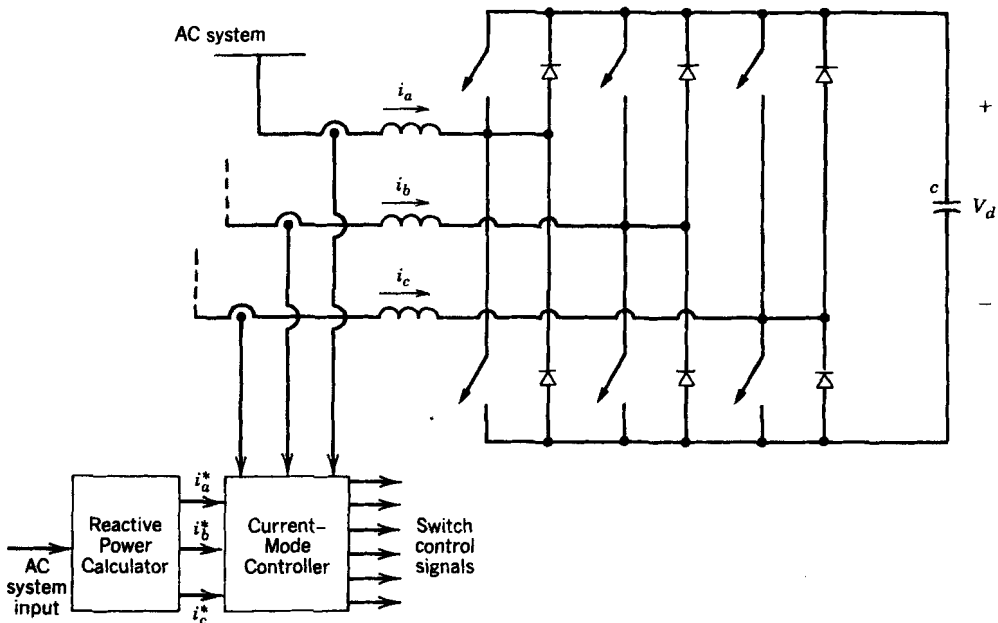 AC system
i_a
i_b
i_c
+
c
V_d
−
i_a*
i_b*
i_c*
Reactive
Power
Calculator
Current–
Mode
Controller
Switch
control
signals
AC
system
input